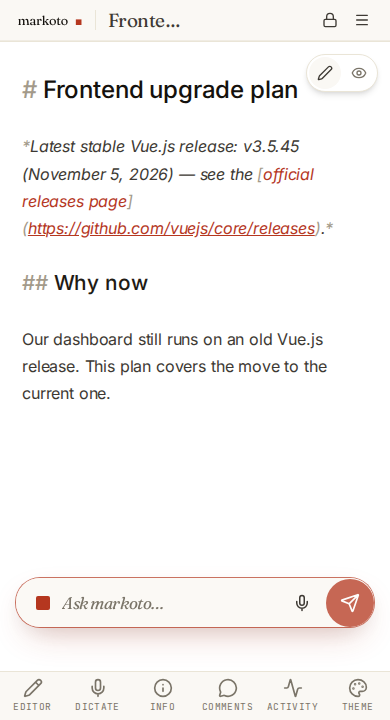 markoto
Fronte...
# Frontend upgrade plan
*Latest stable Vue.js release: v3.5.45
(November 5, 2026) — see the [official
releases page]
(https://github.com/vuejs/core/releases).*
## Why now
Our dashboard still runs on an old Vue.js
release. This plan covers the move to the
current one.
Ask markoto...
EDITOR DICTATE INFO COMMENTS ACTIVITY THEME